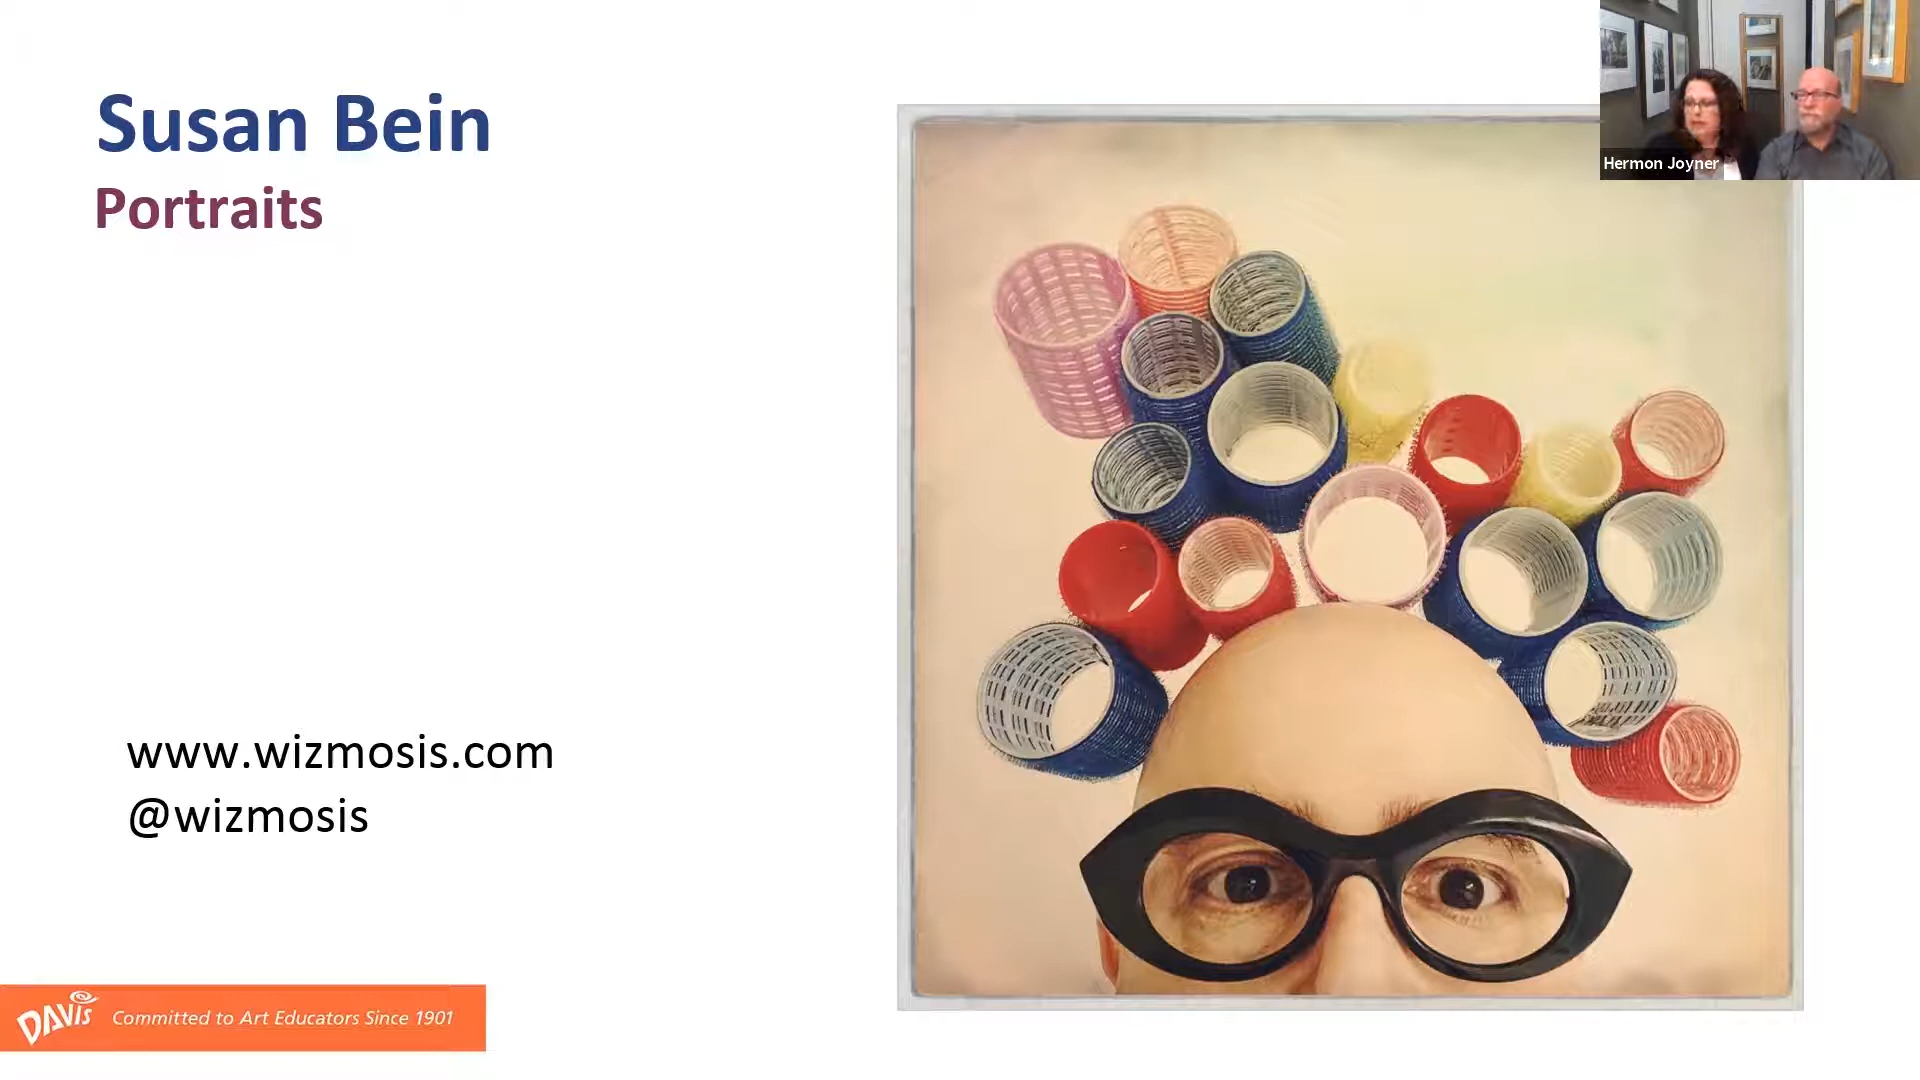 Susan Bein
Portraits
Hermon Joyner
www.wizmosis.com
@wizmosis
DAVIS Committed to Art Educators Since 1901